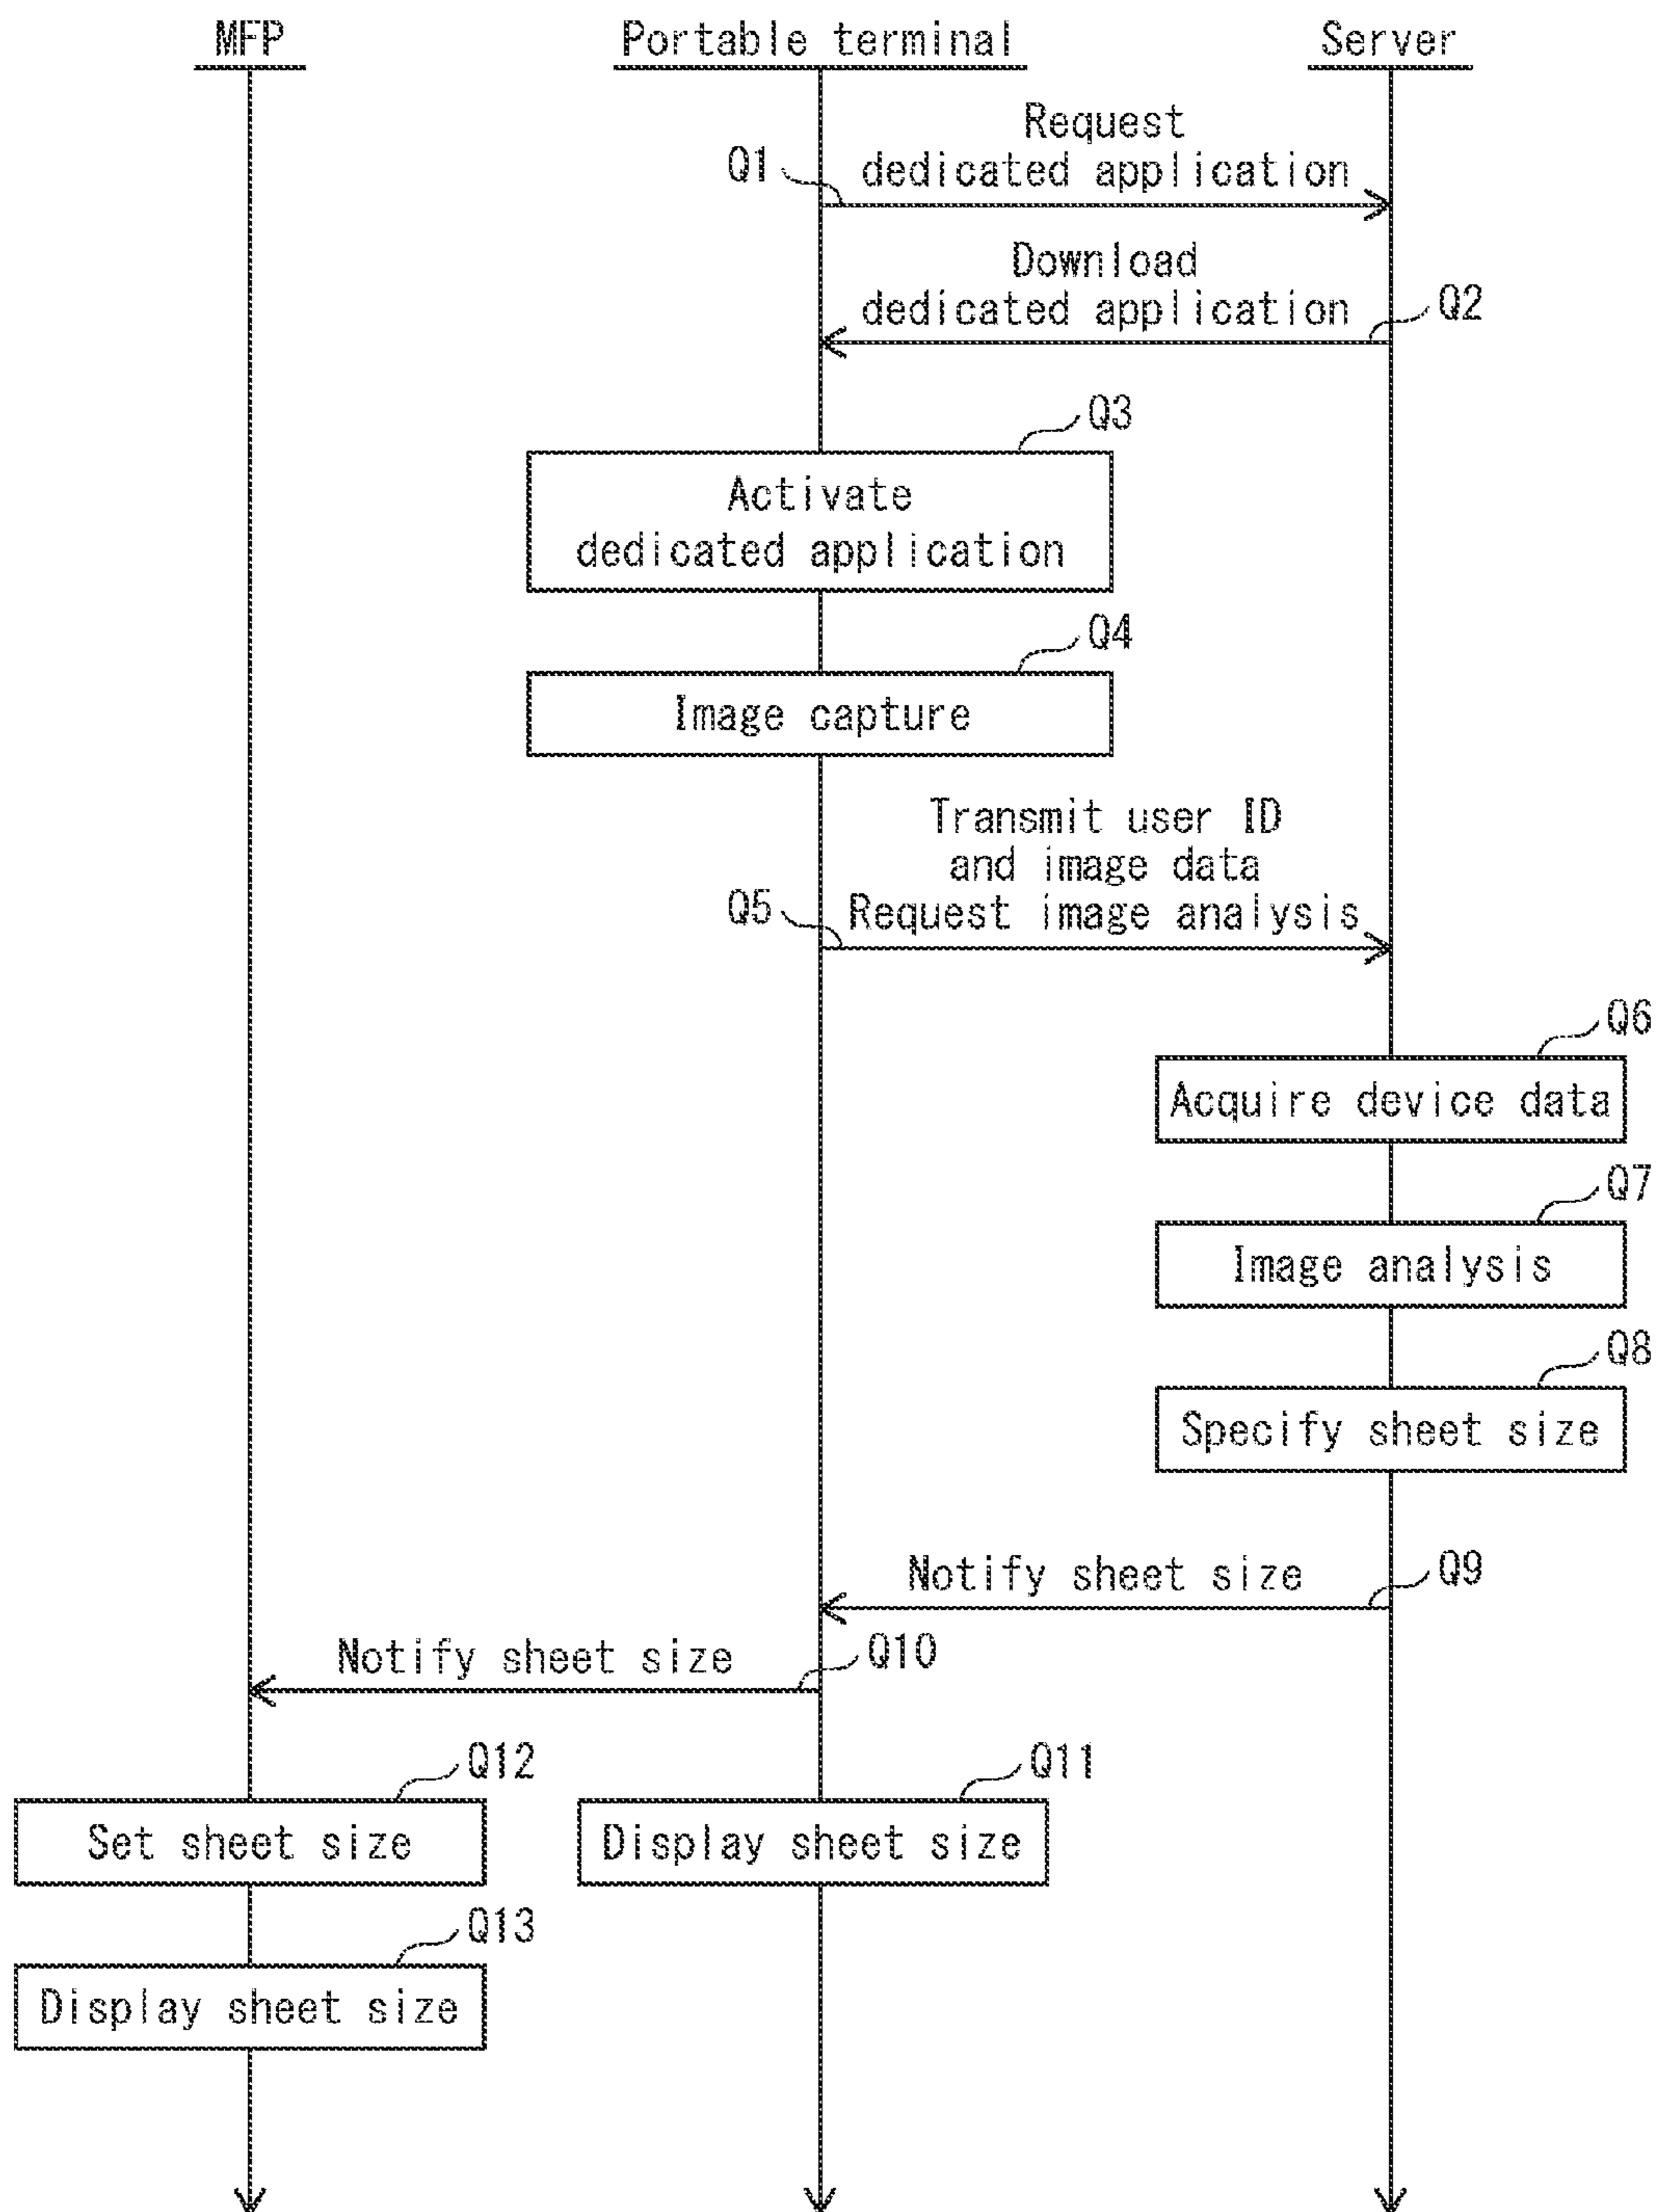 MFP
Portable terminal
Server
Request
Q1
dedicated application
Download
dedicated application
Q2
Q3
Activate
dedicated application
Q4
Image capture
Transmit user ID
and image data
Q5
Request image analysis
Q6
Acquire device data
Q7
Image analysis
Q8
Specify sheet size
Notify sheet size
Q9
Notify sheet size
Q10
Q12
Q11
Set sheet size
Display sheet size
Q13
Display sheet size